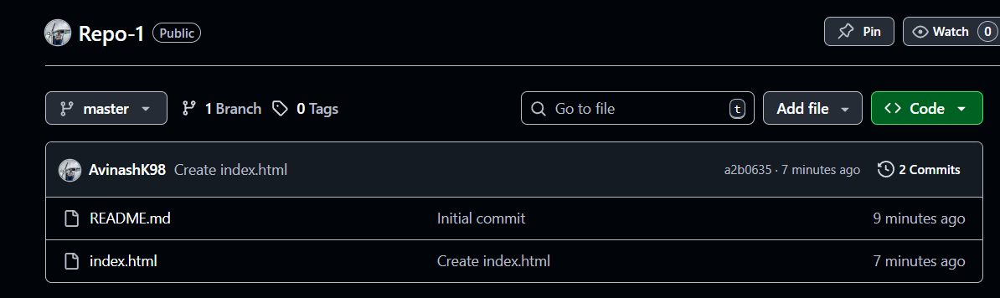 Repo-1 Public Pin Watch 0
master 1 Branch 0 Tags Go to file t Add file Code
AvinashK98 Create index.html a2b0635 · 7 minutes ago 2 Commits
README.md Initial commit 9 minutes ago
index.html Create index.html 7 minutes ago